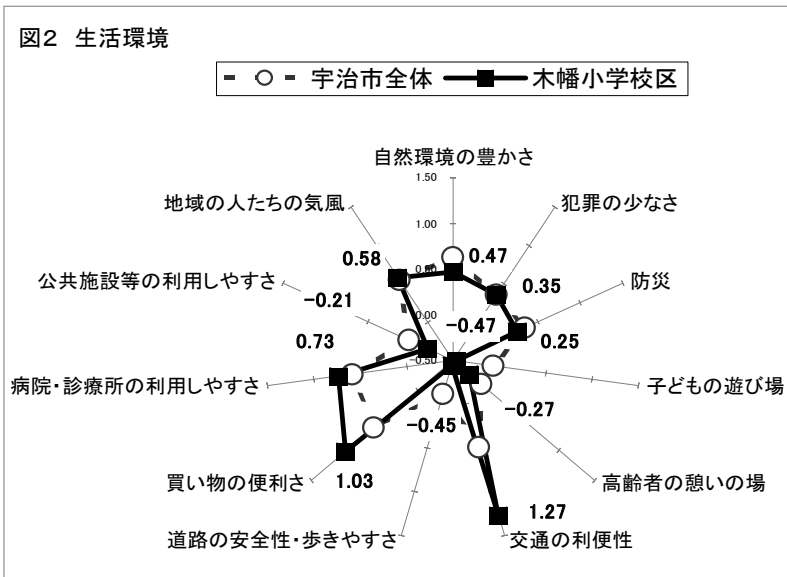 図2 生活環境
宇治市全体 木幡小学校区
自然環境の豊かさ
1.50
地域の人たちの気風 犯罪の少なさ
1.00
0.58 0.50 0.47 0.35
公共施設等の利用しやすさ 防災
-0.21
0.00 -0.47
0.73 0.25
-0.50
病院・診療所の利用しやすさ 子どもの遊び場
-0.27
-0.45
買い物の便利さ 高齢者の憩いの場
1.03
1.27
道路の安全性・歩きやすさ 交通の利便性